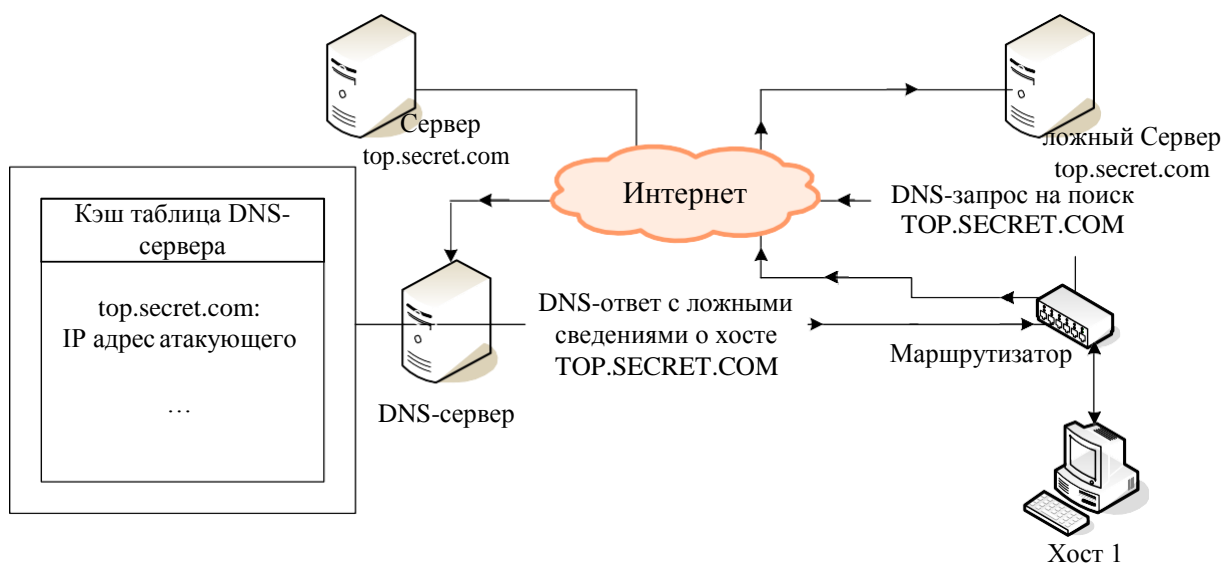 Сервер
top.secret.com
ложный Сервер
top.secret.com
Интернет
DNS-запрос на поиск
TOP.SECRET.COM
Кэш таблица DNS-
сервера
top.secret.com:
IP адрес атакующего
…
DNS-ответ с ложными
сведениями о хосте
TOP.SECRET.COM
Маршрутизатор
DNS-сервер
Хост 1